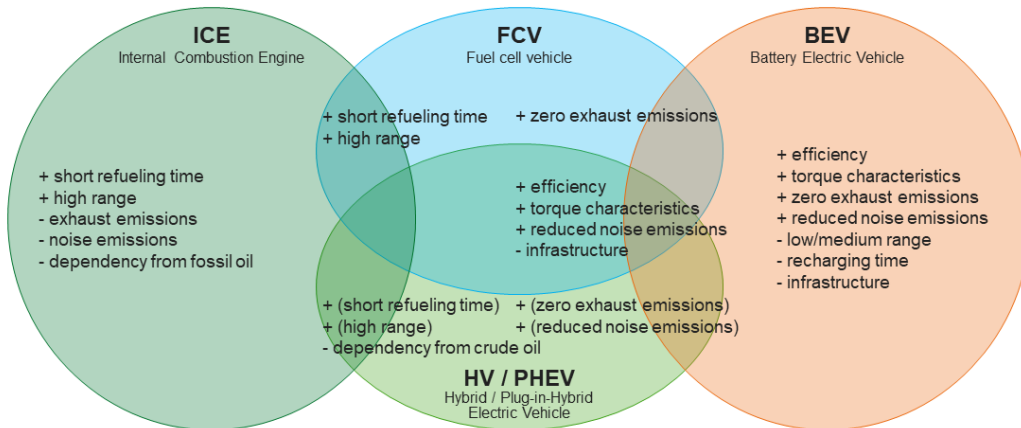 ICE
Internal Combustion Engine
+ short refueling time
+ high range
- exhaust emissions
- noise emissions
- dependency from fossil oil
FCV
Fuel cell vehicle
+ short refueling time
+ high range
+ zero exhaust emissions
+ efficiency
+ torque characteristics
+ reduced noise emissions
- infrastructure
+ (short refueling time)
+ (high range)
- dependency from crude oil
+ (zero exhaust emissions)
+ (reduced noise emissions)
HV / PHEV
Hybrid / Plug-in-Hybrid
Electric Vehicle
BEV
Battery Electric Vehicle
+ efficiency
+ torque characteristics
+ zero exhaust emissions
+ reduced noise emissions
- low/medium range
- recharging time
- infrastructure